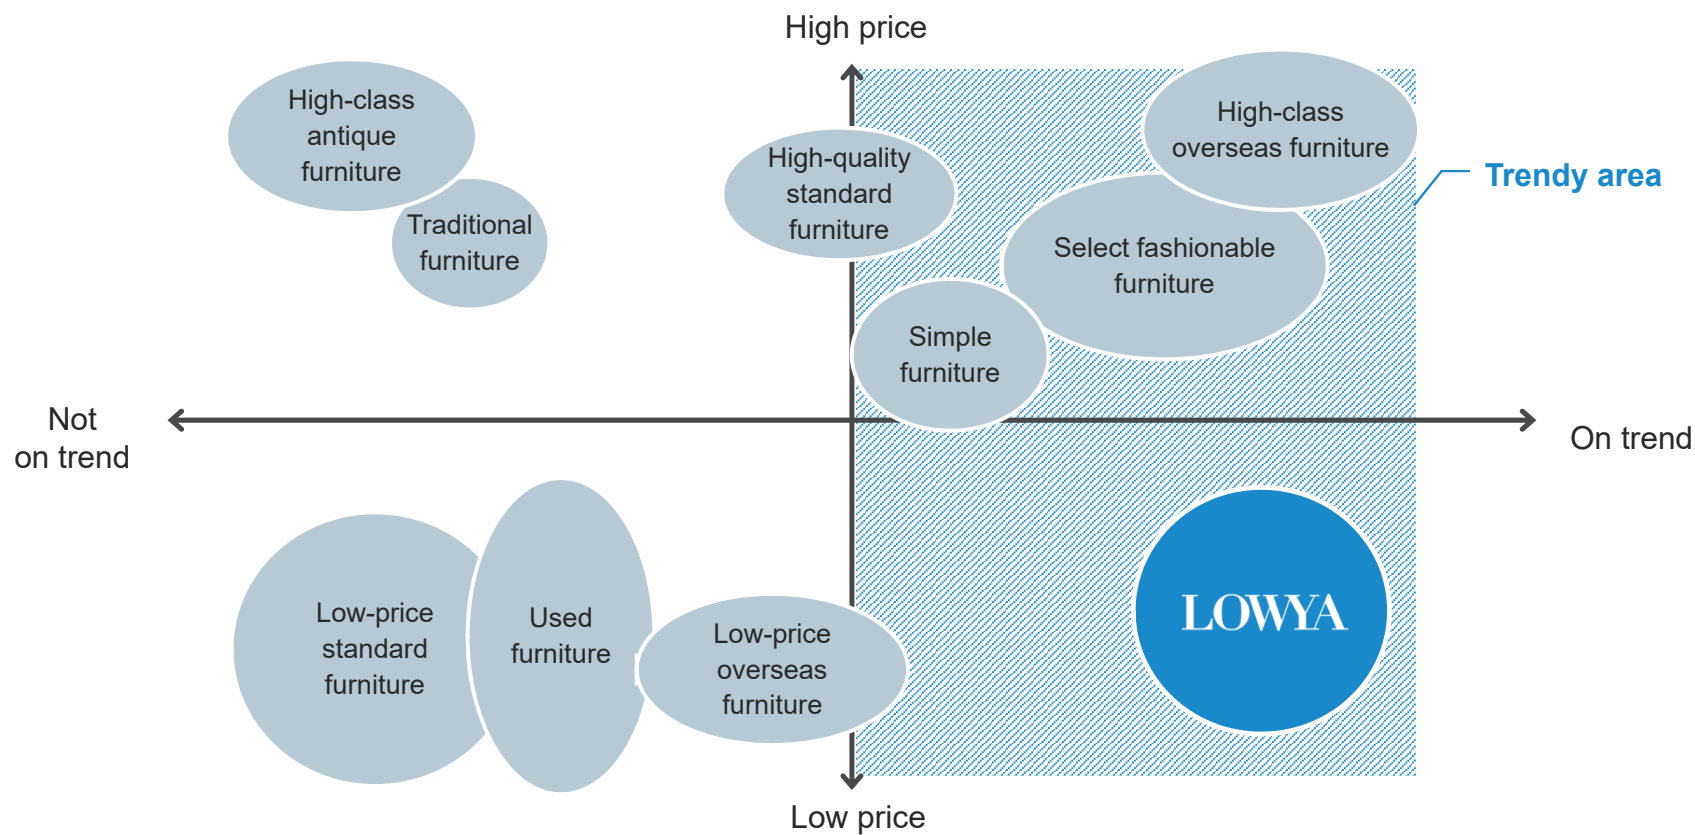 High price
High-class
antique
furniture
Traditional
furniture
High-quality
standard
furniture
High-class
overseas furniture
Trendy area
Select fashionable
furniture
Simple
furniture
Not
on trend
On trend
Low-price
standard
furniture
Used
furniture
Low-price
overseas
furniture
LOWYA
Low price